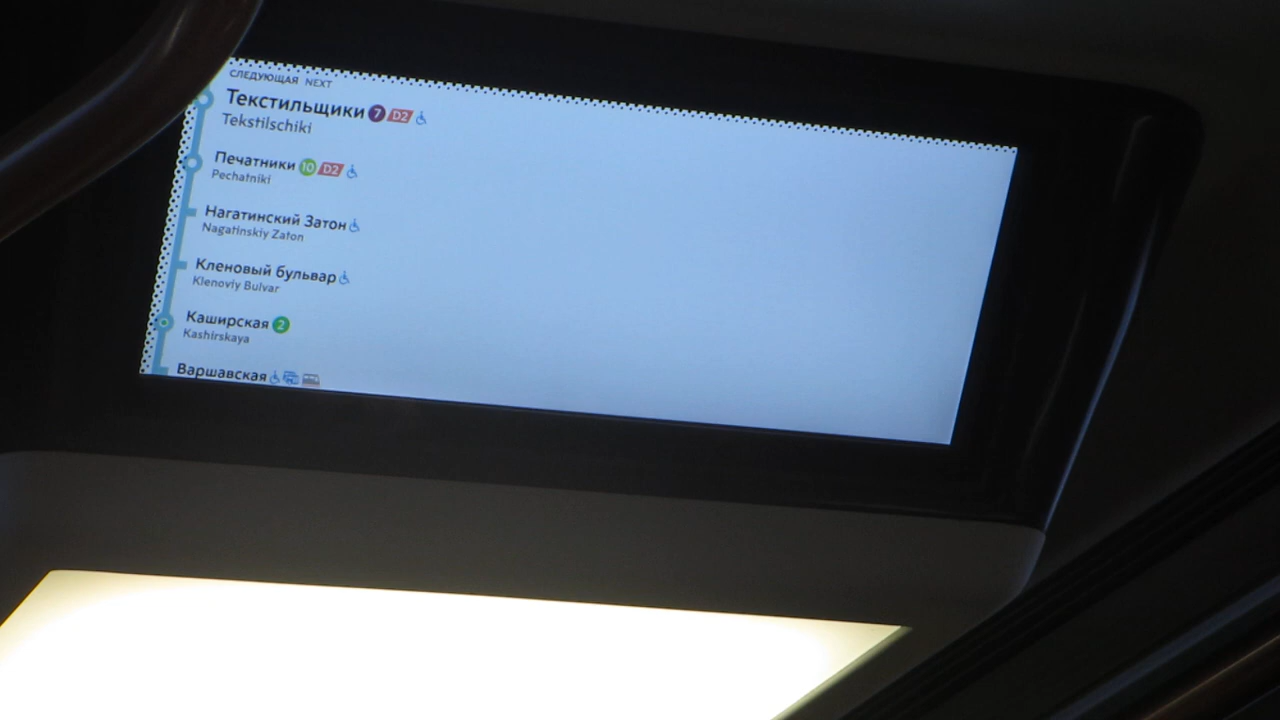 СЛЕДУЮЩАЯ NEXT
Текстильщики 7 D2
Tekstilschiki
Печатники 10 D2
Pechatniki
Нагатинский Затон
Nagatinskiy Zaton
Кленовый бульвар
Klenoviy Bulvar
Каширская 2
Kashirskaya
Варшавская